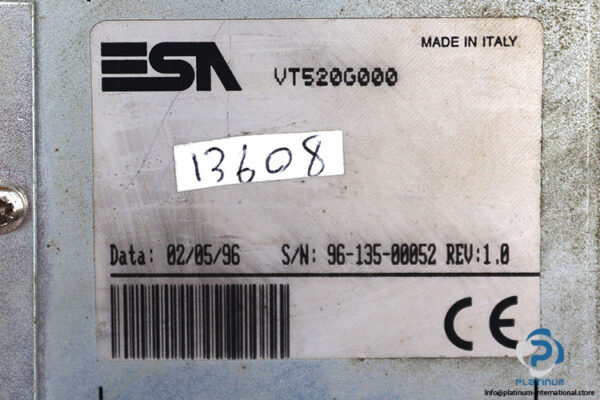 ESA VT520G000 MADE IN ITALY
13608
Data: 02/05/96 S/N: 96-135-00052 REV:1.0
CE
PLATINUM
Info@platinum-international.store